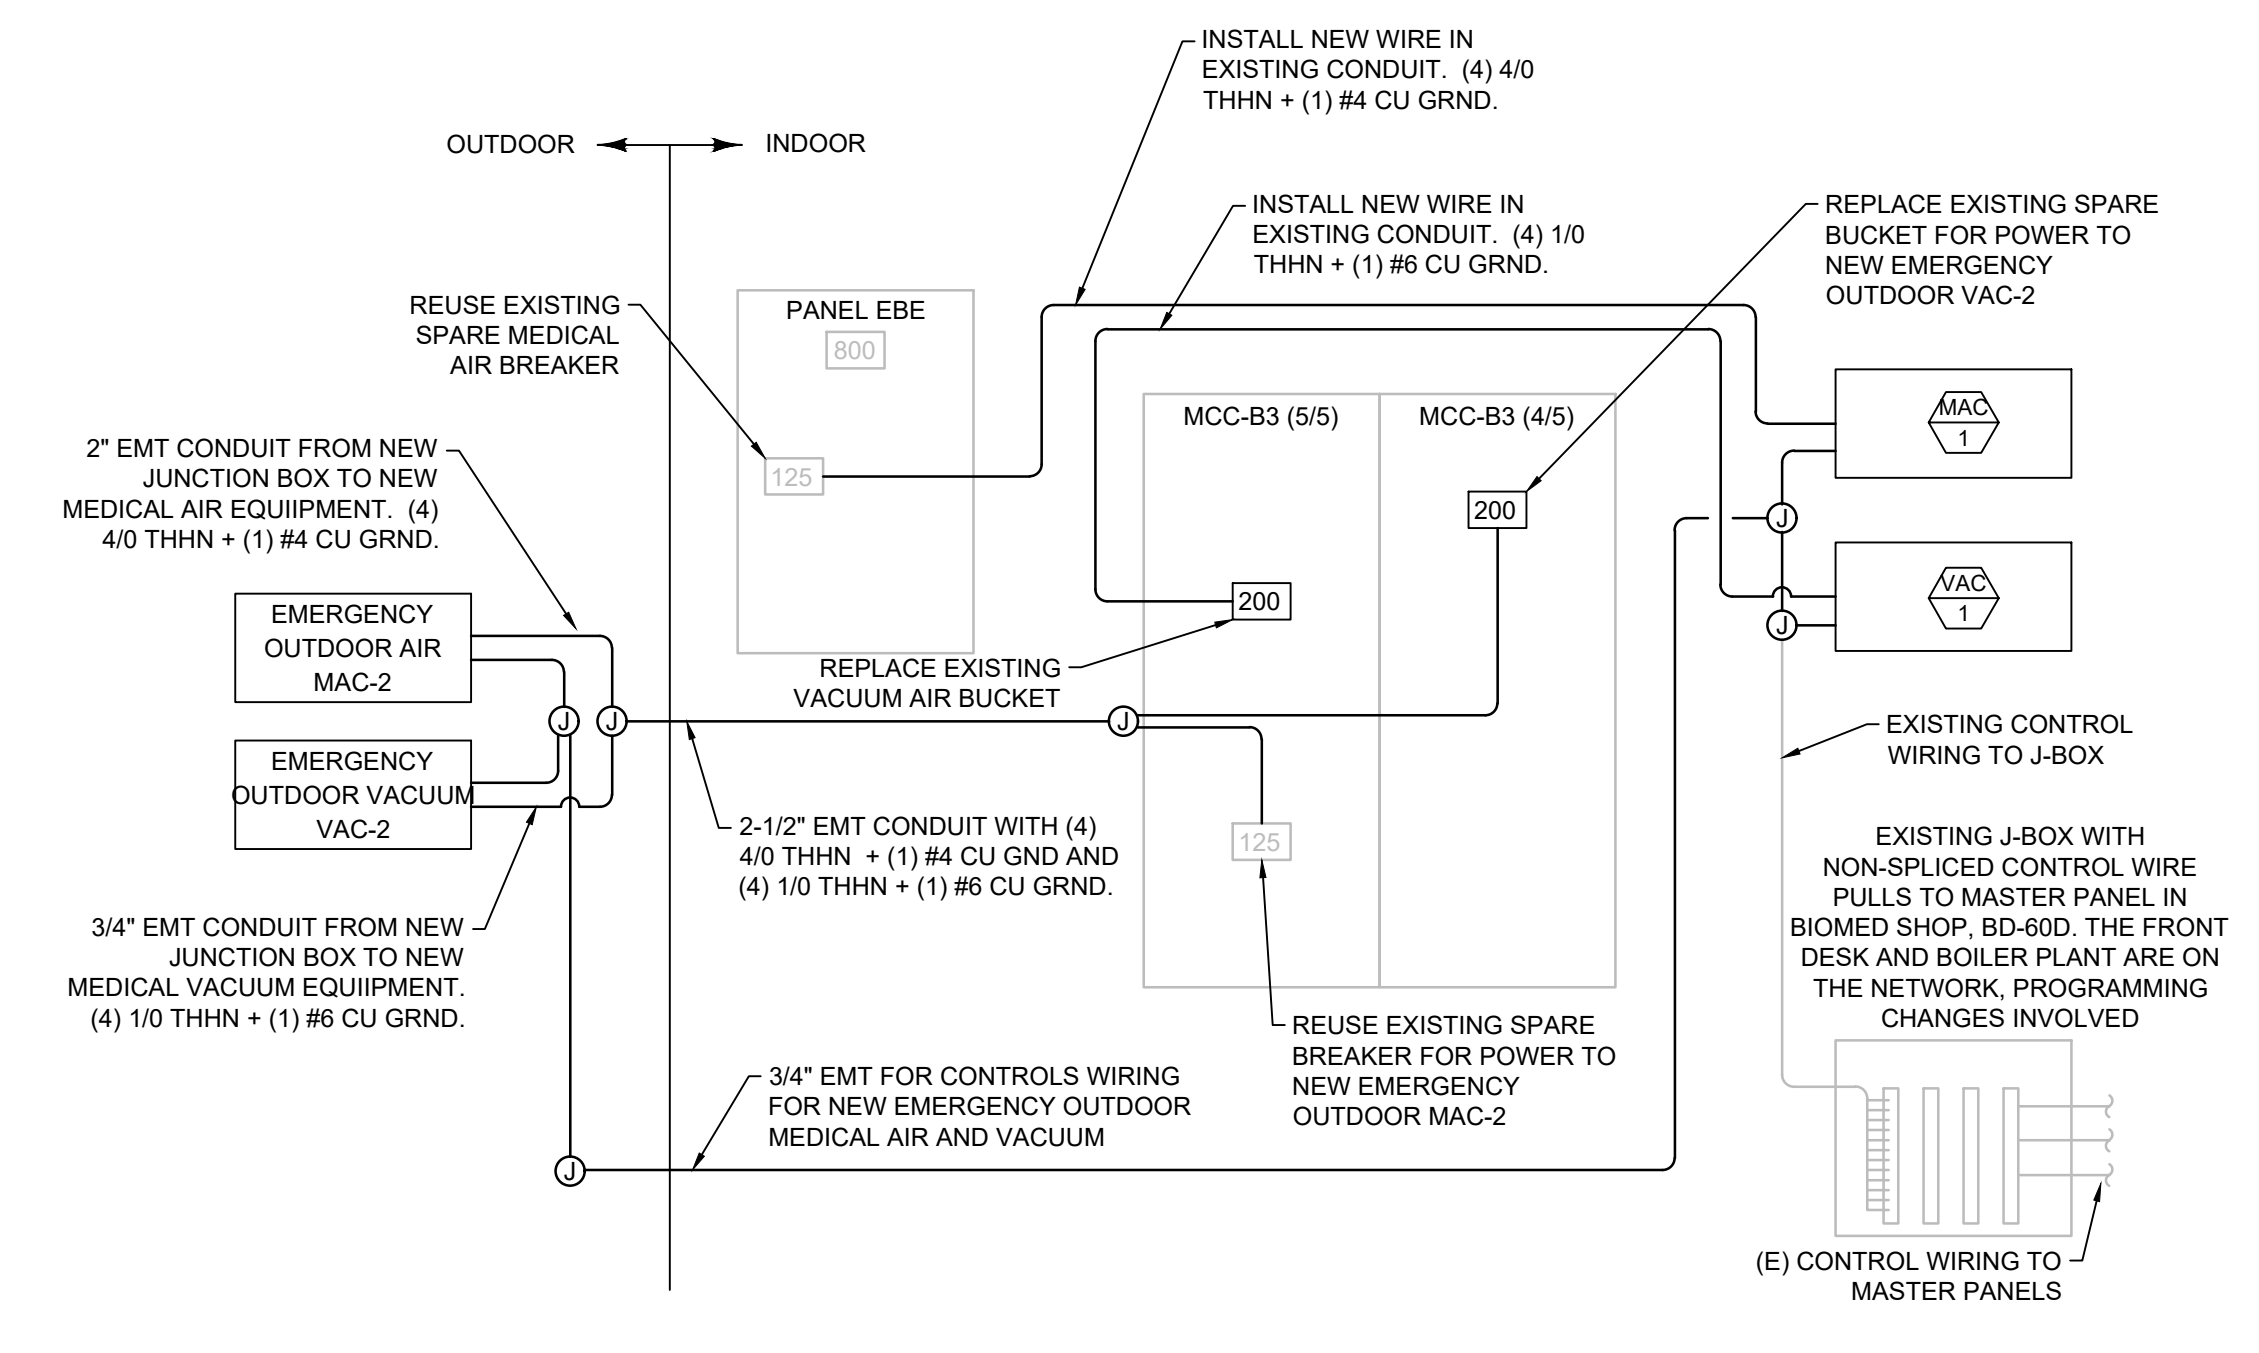 INSTALL NEW WIRE IN
EXISTING CONDUIT. (4) 4/0
THHN + (1) #4 CU GRND.
OUTDOOR
INDOOR
INSTALL NEW WIRE IN
EXISTING CONDUIT. (4) 1/0
THHN + (1) #6 CU GRND.
REPLACE EXISTING SPARE
BUCKET FOR POWER TO
NEW EMERGENCY
OUTDOOR VAC-2
REUSE EXISTING
SPARE MEDICAL
AIR BREAKER
PANEL EBE
800
125
MCC-B3 (5/5)
MCC-B3 (4/5)
200
200
MAC
1
J
VAC
1
J
2" EMT CONDUIT FROM NEW
JUNCTION BOX TO NEW
MEDICAL AIR EQUIIPMENT. (4)
4/0 THHN + (1) #4 CU GRND.
EMERGENCY
OUTDOOR AIR
MAC-2
REPLACE EXISTING
VACUUM AIR BUCKET
J
J
J
EMERGENCY
OUTDOOR VACUUM
VAC-2
125
EXISTING CONTROL
WIRING TO J-BOX
2-1/2" EMT CONDUIT WITH (4)
4/0 THHN + (1) #4 CU GND AND
(4) 1/0 THHN + (1) #6 CU GRND.
3/4" EMT CONDUIT FROM NEW
JUNCTION BOX TO NEW
MEDICAL VACUUM EQUIIPMENT.
(4) 1/0 THHN + (1) #6 CU GRND.
EXISTING J-BOX WITH
NON-SPLICED CONTROL WIRE
PULLS TO MASTER PANEL IN
BIOMED SHOP, BD-60D. THE FRONT
DESK AND BOILER PLANT ARE ON
THE NETWORK, PROGRAMMING
CHANGES INVOLVED
REUSE EXISTING SPARE
BREAKER FOR POWER TO
NEW EMERGENCY
OUTDOOR MAC-2
3/4" EMT FOR CONTROLS WIRING
FOR NEW EMERGENCY OUTDOOR
MEDICAL AIR AND VACUUM
J
(E) CONTROL WIRING TO
MASTER PANELS